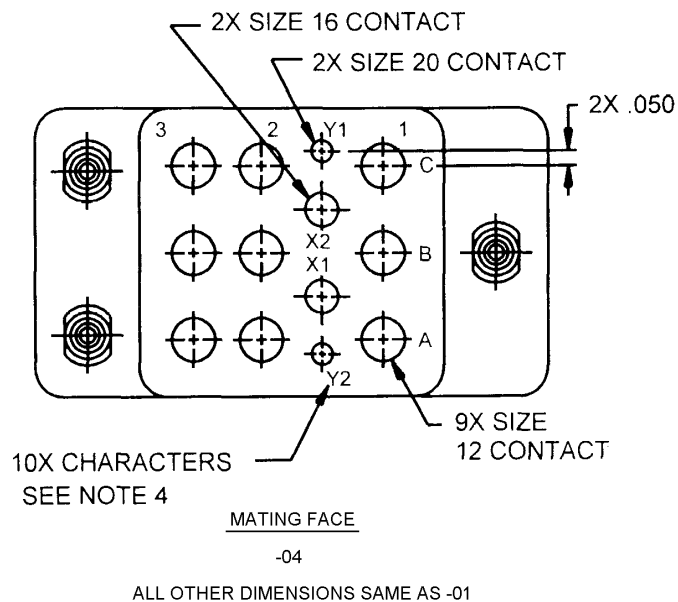 2X SIZE 16 CONTACT
2X SIZE 20 CONTACT
2X .050
3 2 Y1 1
C
X2
X1
B
A
Y2
9X SIZE
12 CONTACT
10X CHARACTERS
SEE NOTE 4
MATING FACE
-04
ALL OTHER DIMENSIONS SAME AS -01